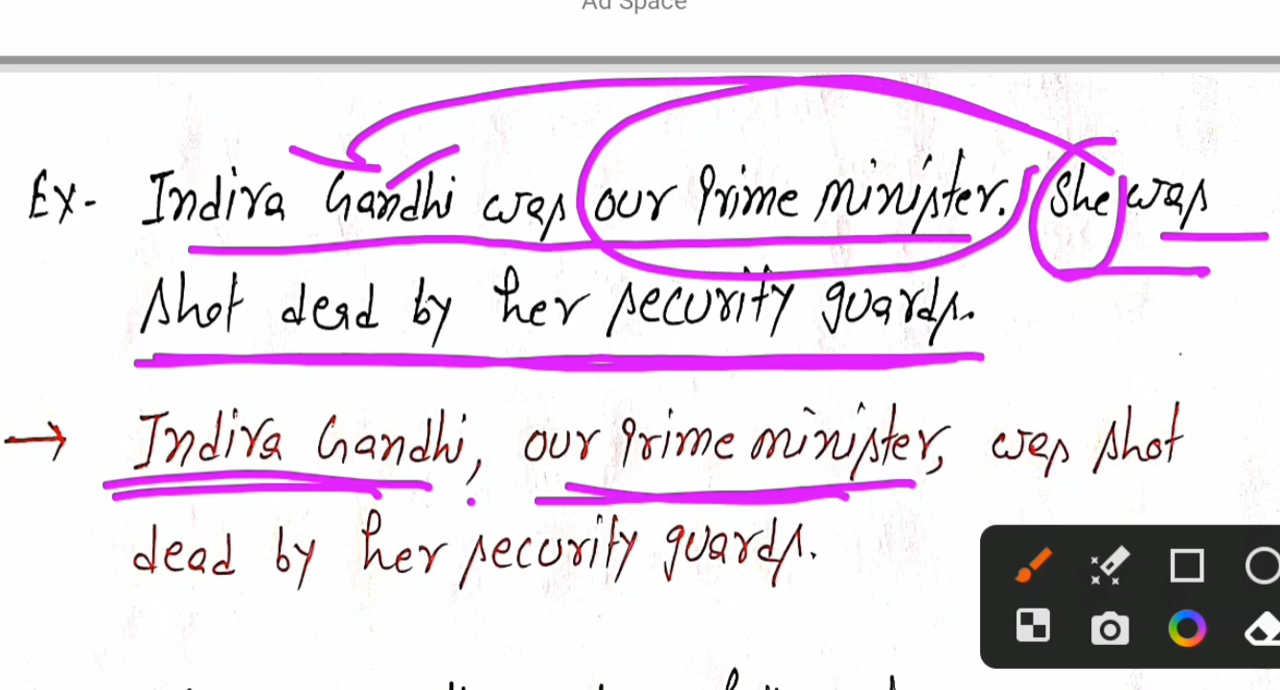 Ad Space
Ex- Indira Gandhi was our Prime minister. She was
shot dead by her security guards.
→ Indira Gandhi, our Prime minister, was shot
dead by her security guards.